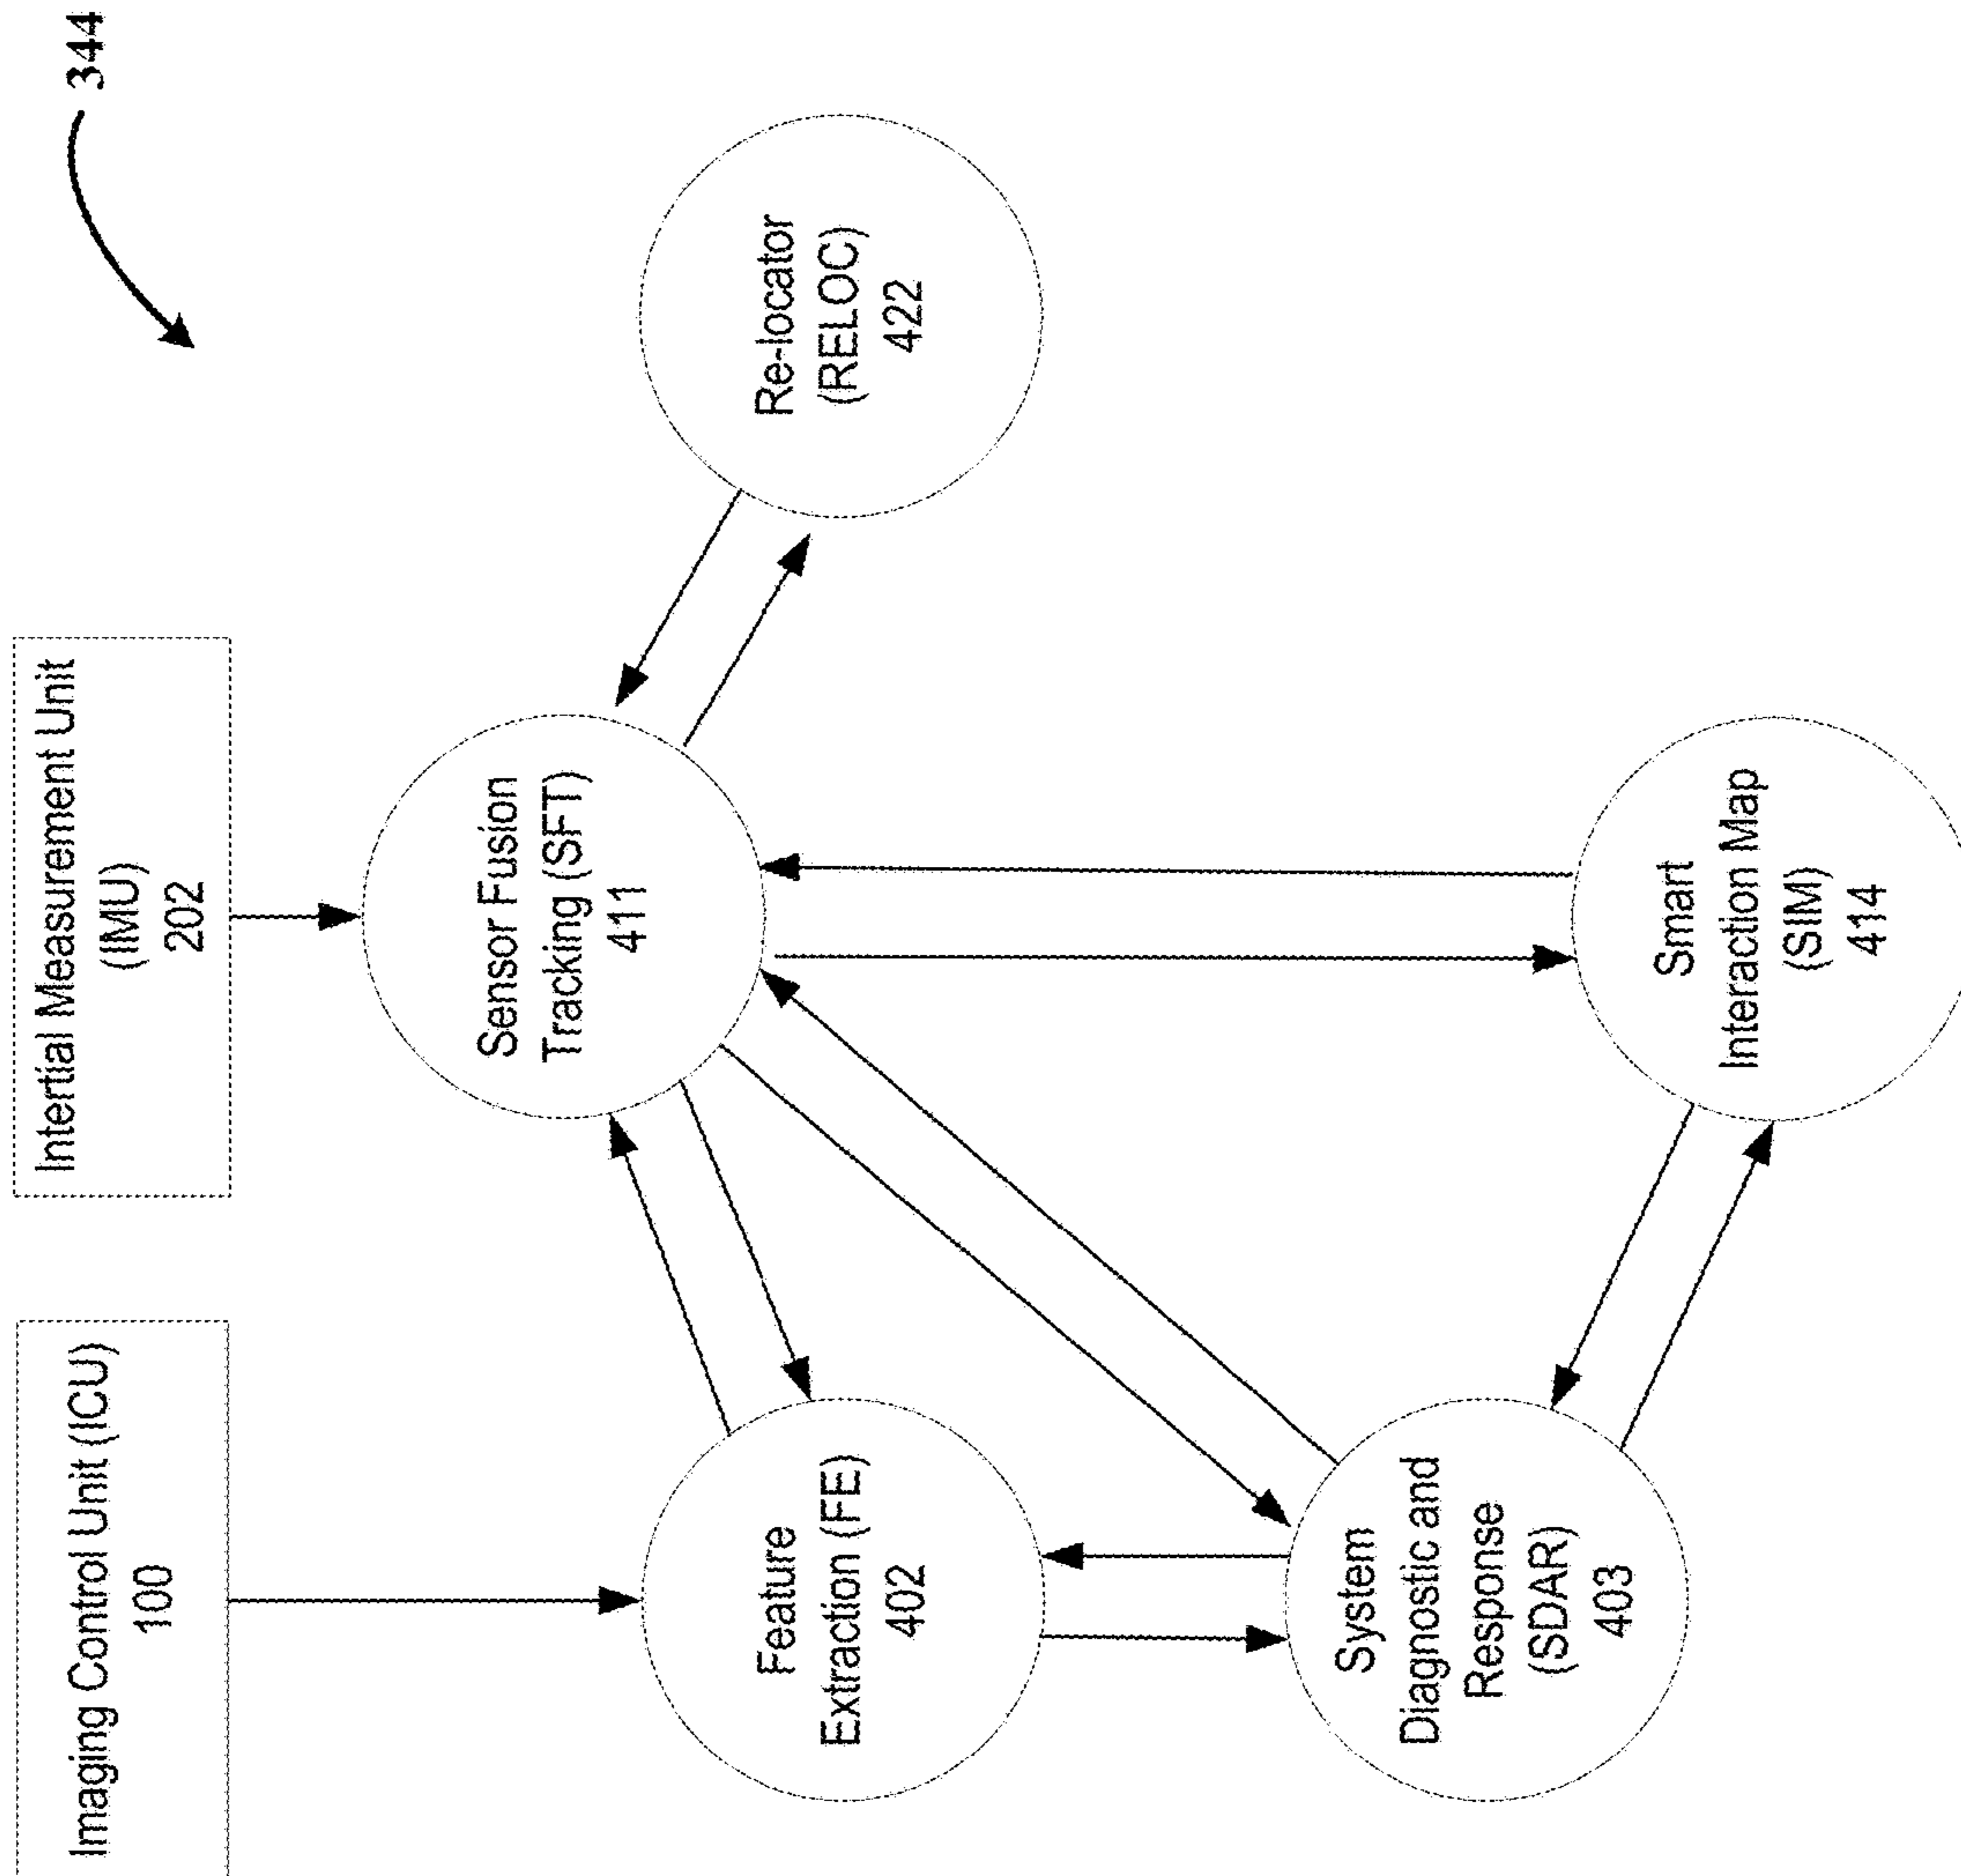 344
Imaging Control Unit (ICU)
100
Intertial Measurement Unit
(IMU)
202
Sensor Fusion
Tracking (SFT)
411
Re-locator
(RELOC)
422
Feature
Extraction (FE)
402
System
Diagnostic and
Response
(SDAR)
403
Smart
Interaction Map
(SIM)
414